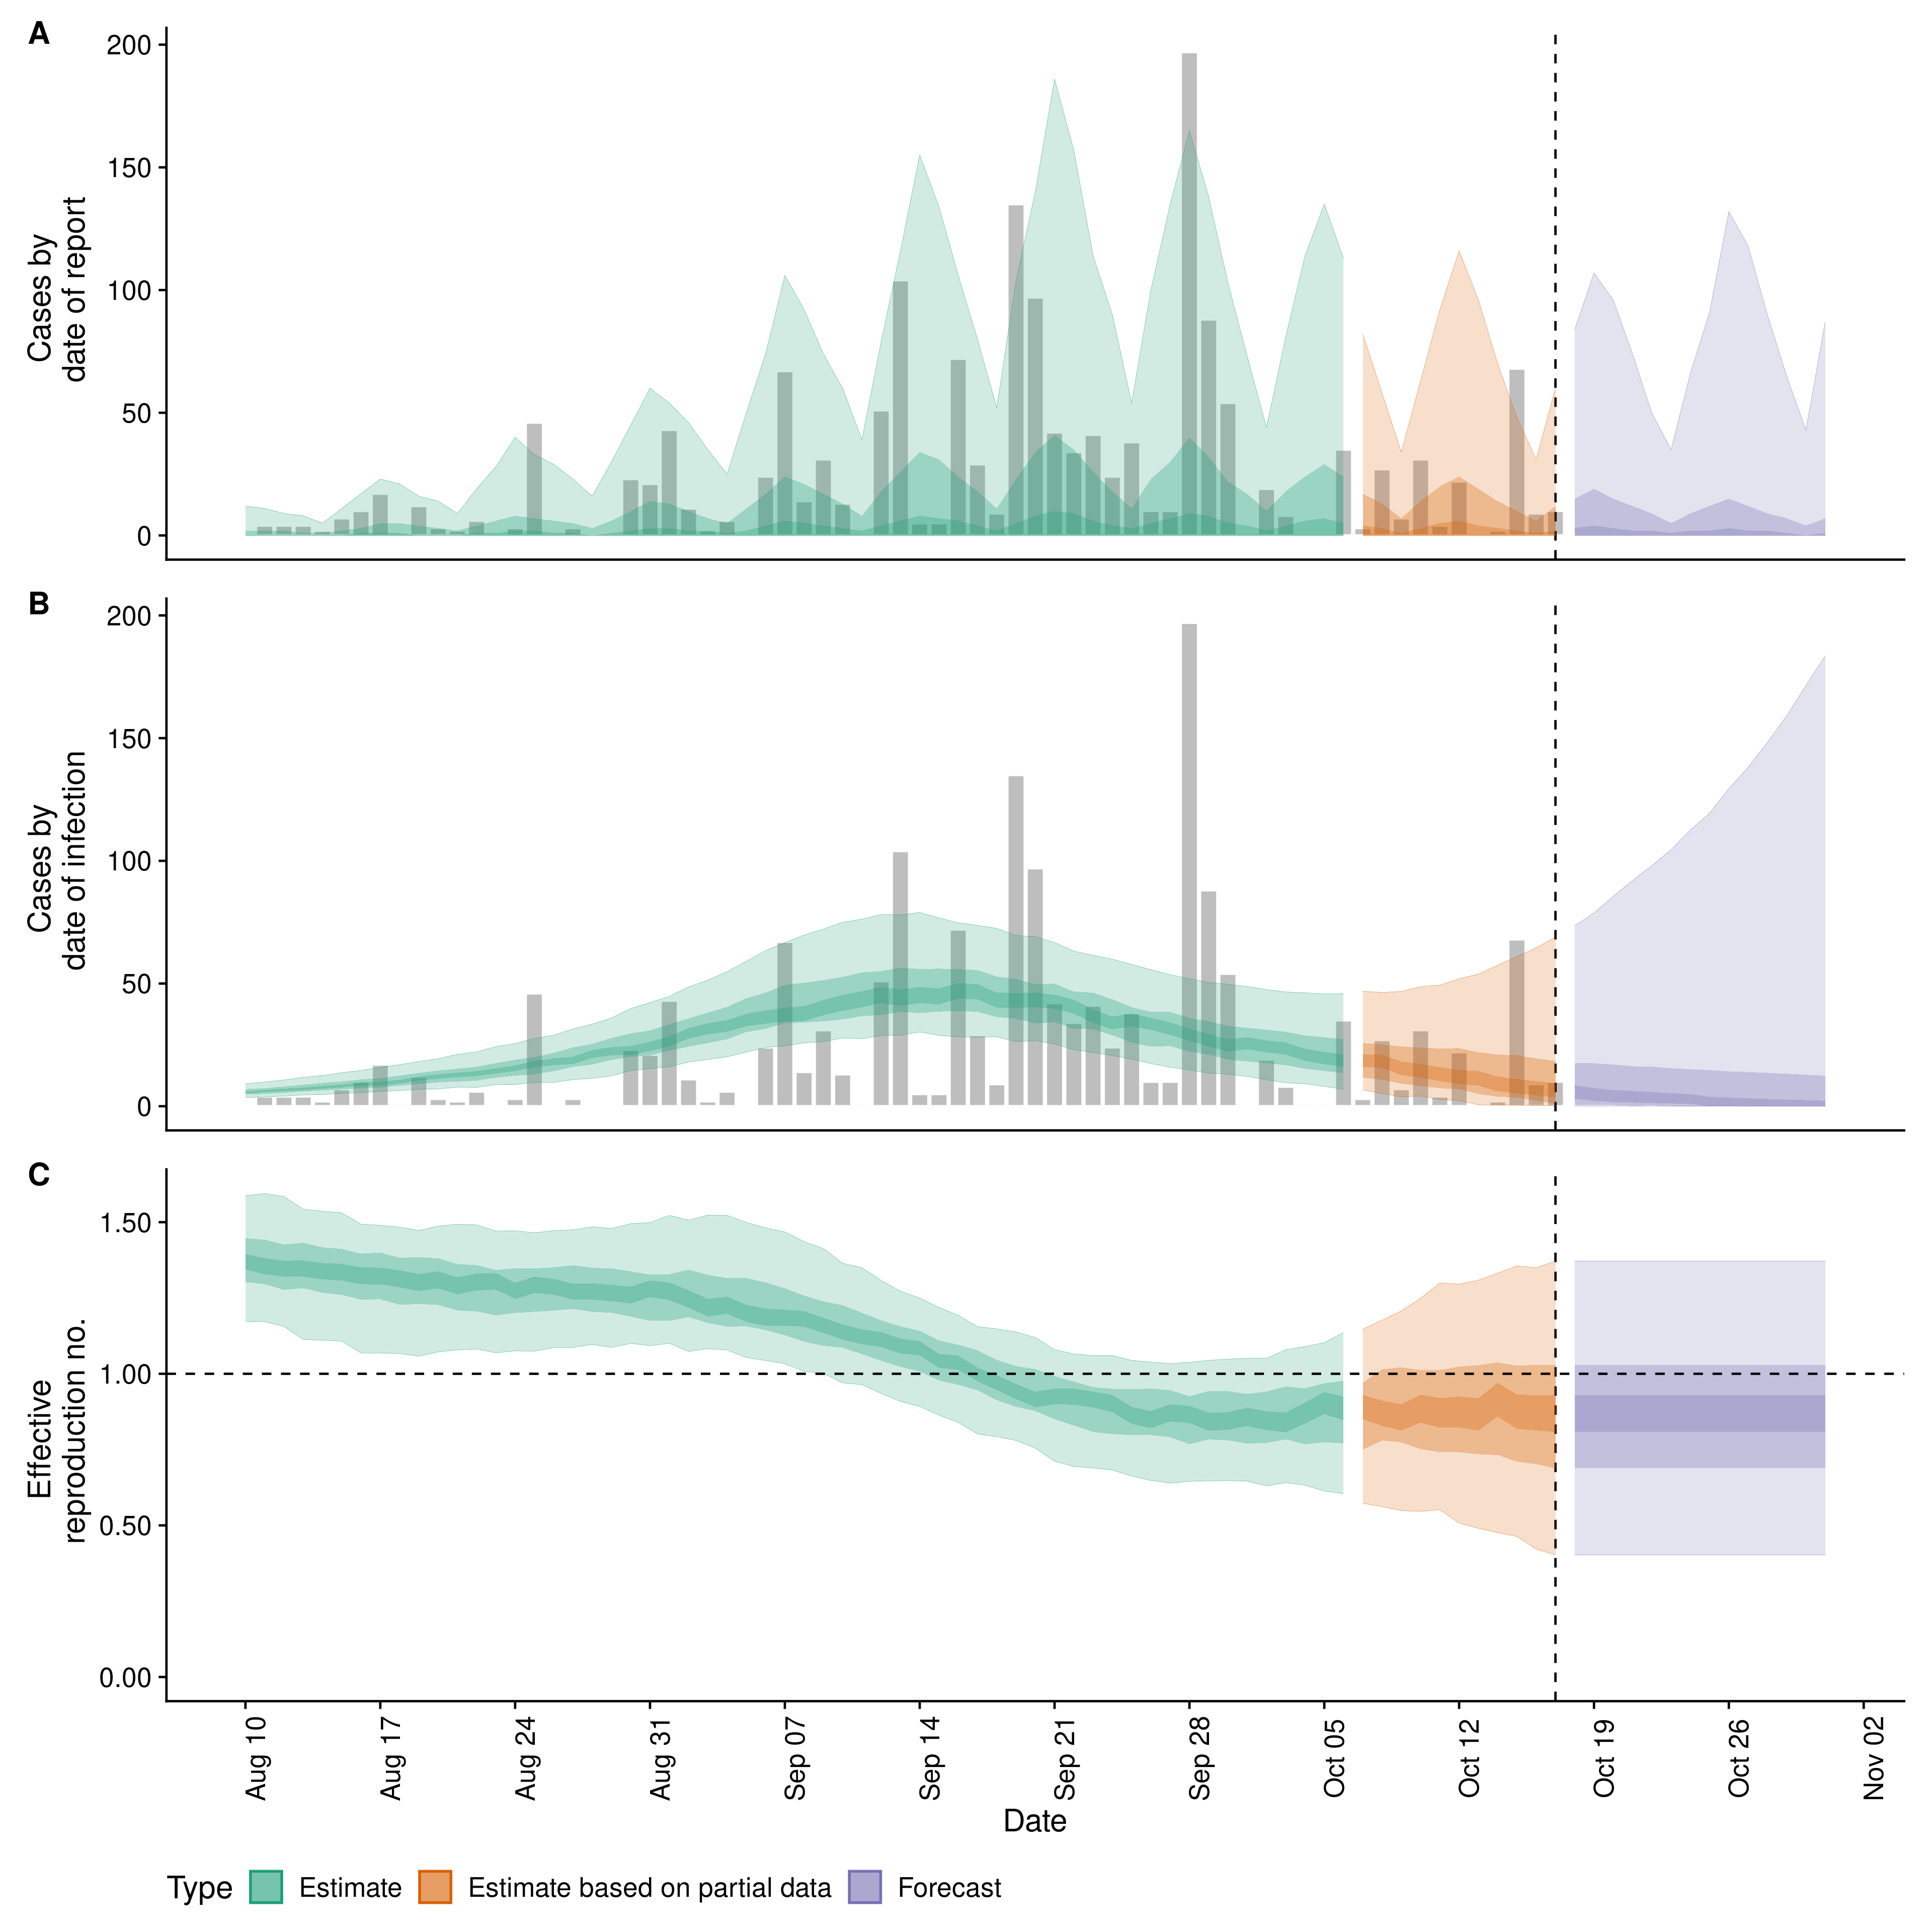 A
200
150
100
50
0
Cases by
date of report
B
200
150
100
50
0
Cases by
date of infection
C
1.50
1.00
0.50
0.00
Effective
reproduction no.
Aug 10
Aug 17
Aug 24
Aug 31
Sep 07
Sep 14
Sep 21
Sep 28
Oct 05
Oct 12
Oct 19
Oct 26
Nov 02
Date
Type Estimate Estimate based on partial data Forecast